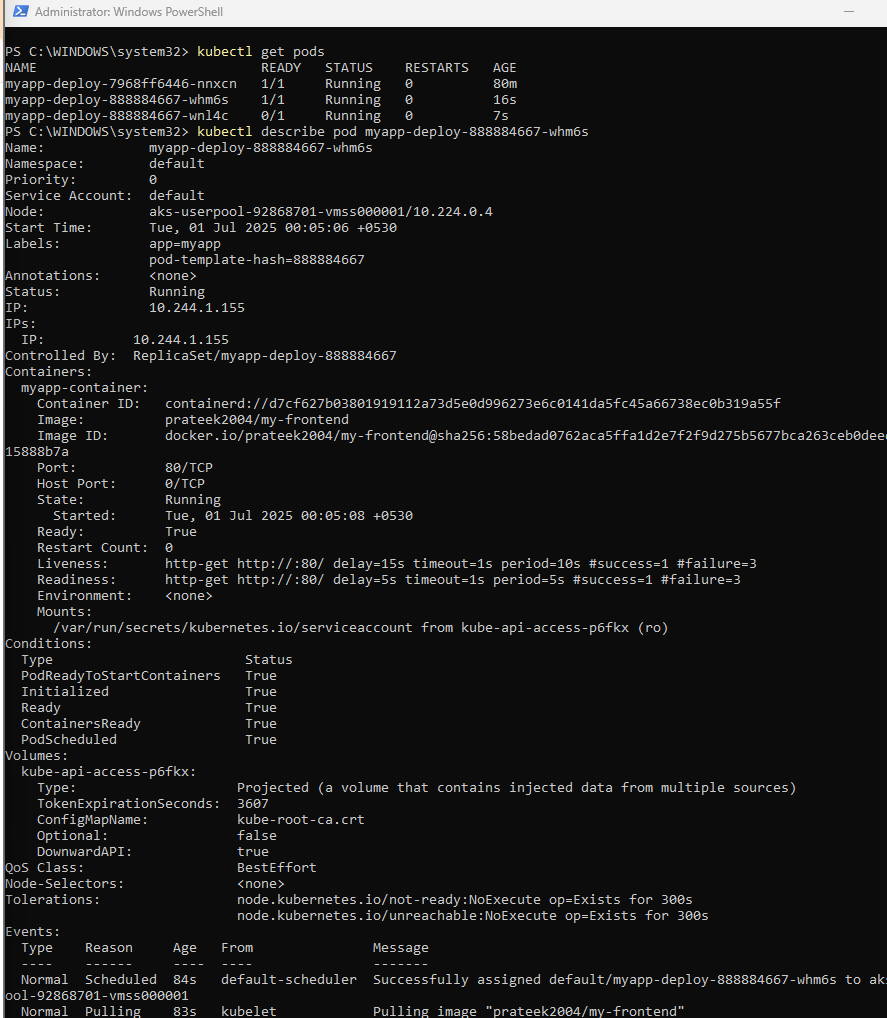 Administrator: Windows PowerShell
PS C:\WINDOWS\system32> kubectl get pods
NAME                            READY   STATUS    RESTARTS   AGE
myapp-deploy-7968ff6446-nnxcn   1/1     Running   0          80m
myapp-deploy-888884667-whm6s    1/1     Running   0          16s
myapp-deploy-888884667-wnl4c    0/1     Running   0          7s
PS C:\WINDOWS\system32> kubectl describe pod myapp-deploy-888884667-whm6s
Name:             myapp-deploy-888884667-whm6s
Namespace:        default
Priority:         0
Service Account:  default
Node:             aks-userpool-92868701-vmss000001/10.224.0.4
Start Time:       Tue, 01 Jul 2025 00:05:06 +0530
Labels:           app=myapp
                  pod-template-hash=888884667
Annotations:      <none>
Status:           Running
IP:               10.244.1.155
IPs:
  IP:           10.244.1.155
Controlled By:  ReplicaSet/myapp-deploy-888884667
Containers:
  myapp-container:
    Container ID:   containerd://d7cf627b03801919112a73d5e0d996273e6c0141da5fc45a66738ec0b319a55f
    Image:          prateek2004/my-frontend
    Image ID:       docker.io/prateek2004/my-frontend@sha256:58bedad0762aca5ffa1d2e7f2f9d275b5677bca263ceb0dee
15888b7a
    Port:           80/TCP
    Host Port:      0/TCP
    State:          Running
      Started:      Tue, 01 Jul 2025 00:05:08 +0530
    Ready:          True
    Restart Count:  0
    Liveness:       http-get http://:80/ delay=15s timeout=1s period=10s #success=1 #failure=3
    Readiness:      http-get http://:80/ delay=5s timeout=1s period=5s #success=1 #failure=3
    Environment:    <none>
    Mounts:
      /var/run/secrets/kubernetes.io/serviceaccount from kube-api-access-p6fkx (ro)
Conditions:
  Type                        Status
  PodReadyToStartContainers   True
  Initialized                 True
  Ready                       True
  ContainersReady             True
  PodScheduled                True
Volumes:
  kube-api-access-p6fkx:
    Type:                    Projected (a volume that contains injected data from multiple sources)
    TokenExpirationSeconds:  3607
    ConfigMapName:           kube-root-ca.crt
    Optional:                false
    DownwardAPI:             true
QoS Class:                   BestEffort
Node-Selectors:              <none>
Tolerations:                 node.kubernetes.io/not-ready:NoExecute op=Exists for 300s
                             node.kubernetes.io/unreachable:NoExecute op=Exists for 300s
Events:
  Type    Reason     Age   From               Message
  ----    ------     ----  ----               -------
  Normal  Scheduled  84s   default-scheduler  Successfully assigned default/myapp-deploy-888884667-whm6s to aks
ool-92868701-vmss000001
  Normal  Pulling    83s   kubelet            Pulling image "prateek2004/my-frontend"